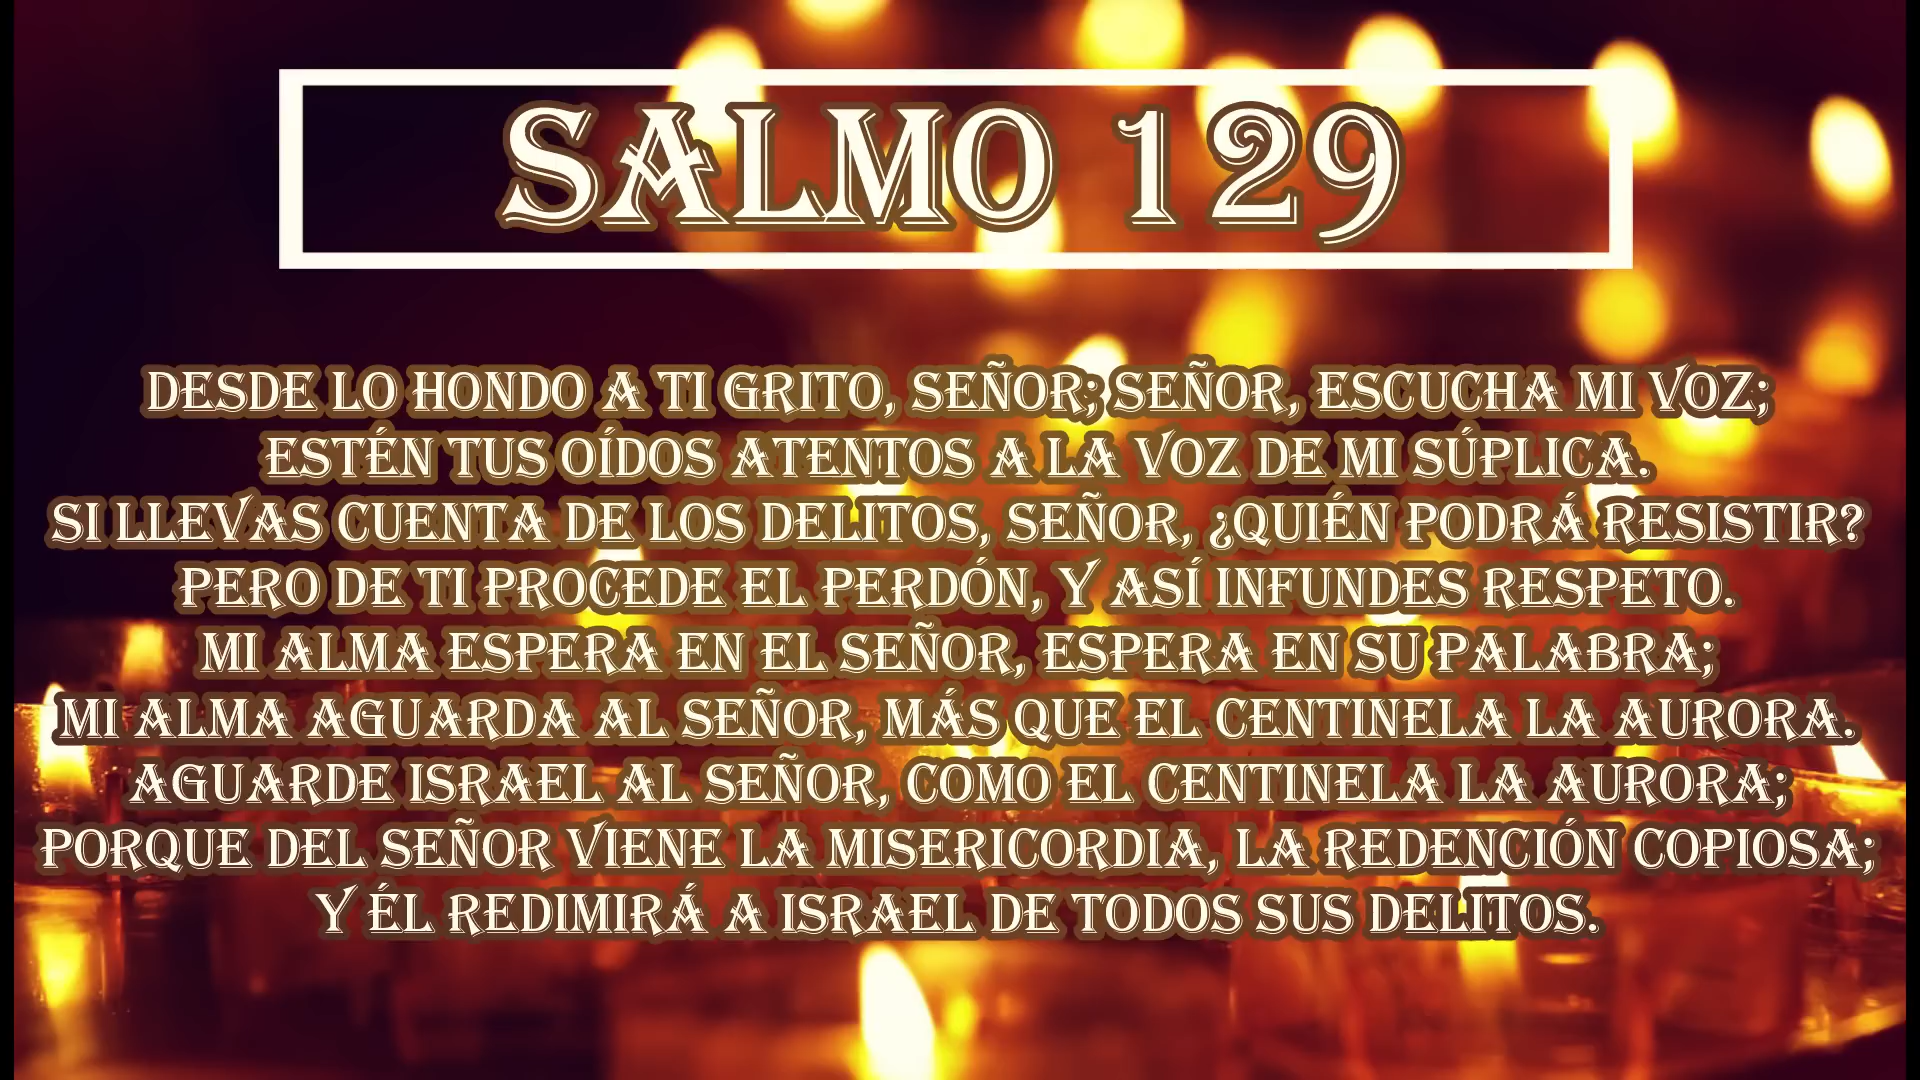 SALMO 129
DESDE LO HONDO A TI GRITO, SEÑOR; SEÑOR, ESCUCHA MI VOZ;
ESTÉN TUS OÍDOS ATENTOS A LA VOZ DE MI SÚPLICA.
SI LLEVAS CUENTA DE LOS DELITOS, SEÑOR, ¿QUIÉN PODRÁ RESISTIR?
PERO DE TI PROCEDE EL PERDÓN, Y ASÍ INFUNDES RESPETO.
MI ALMA ESPERA EN EL SEÑOR, ESPERA EN SU PALABRA;
MI ALMA AGUARDA AL SEÑOR, MÁS QUE EL CENTINELA LA AURORA.
AGUARDE ISRAEL AL SEÑOR, COMO EL CENTINELA LA AURORA;
PORQUE DEL SEÑOR VIENE LA MISERICORDIA, LA REDENCIÓN COPIOSA;
Y ÉL REDIMIRÁ A ISRAEL DE TODOS SUS DELITOS.